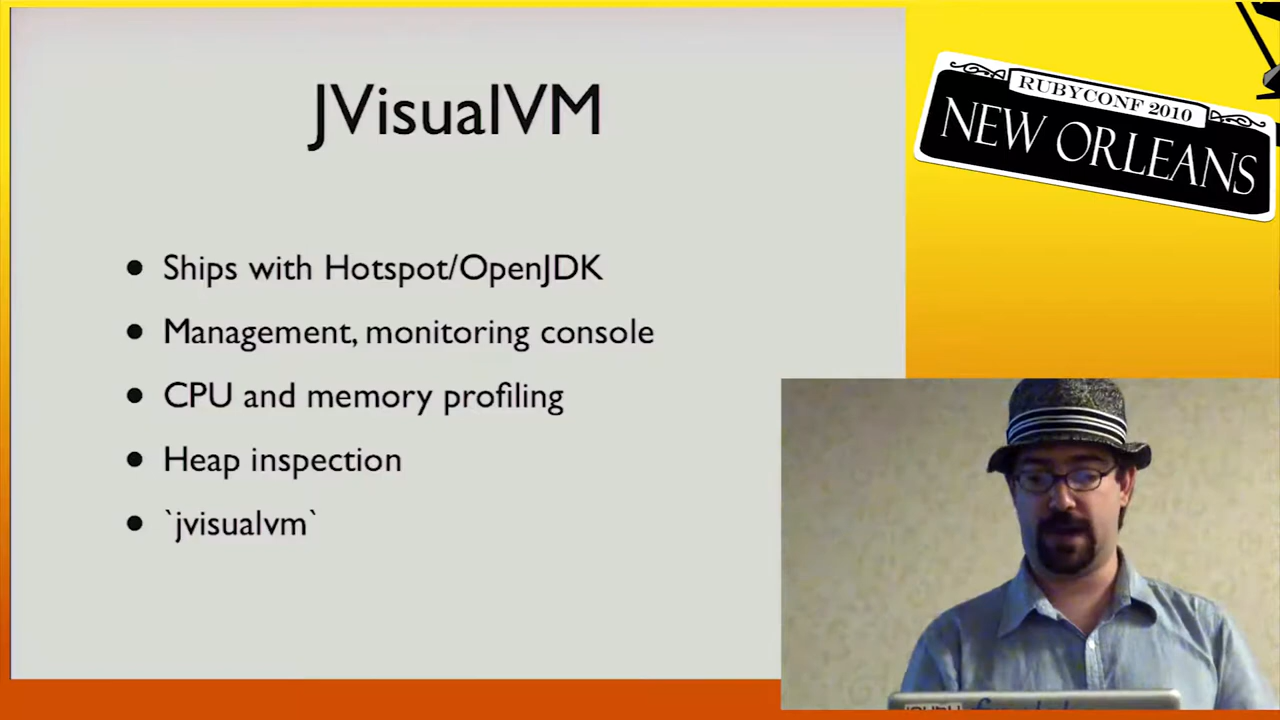 JVisualVM
• Ships with Hotspot/OpenJDK
• Management, monitoring console
• CPU and memory profiling
• Heap inspection
• `jvisualvm`
RUBYCONF 2010
NEW ORLEANS